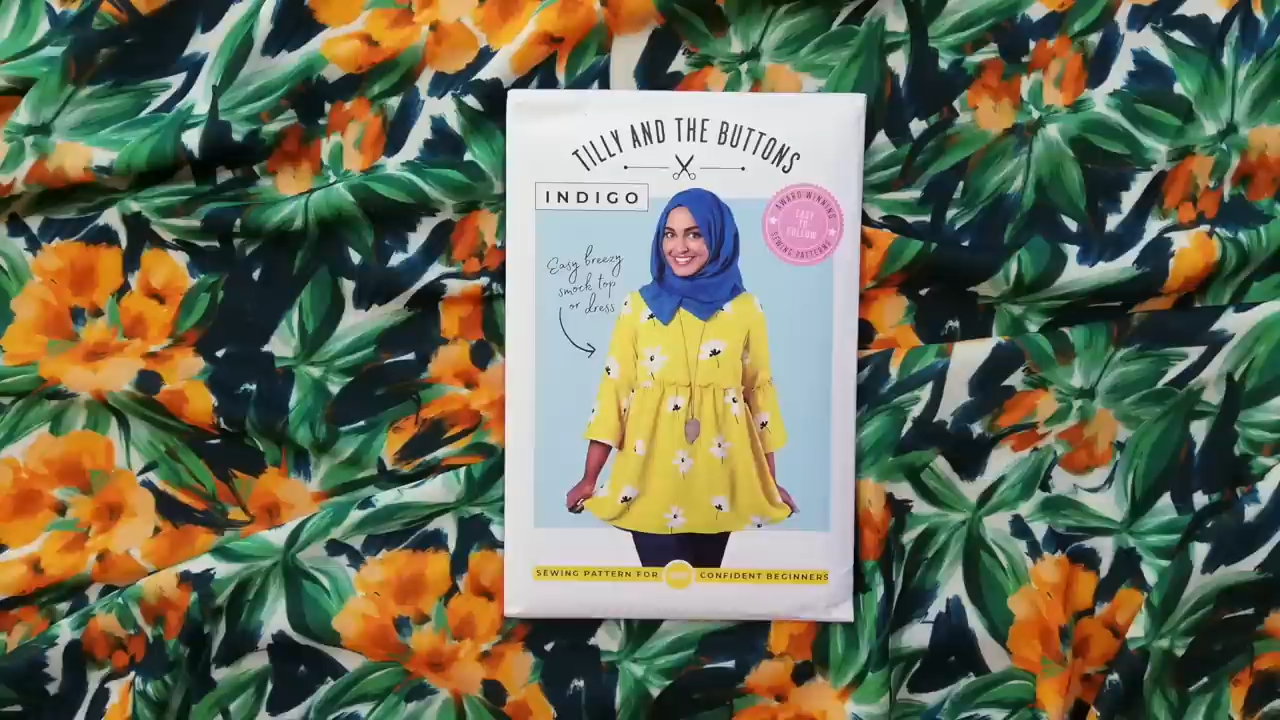 TILLY AND THE BUTTONS
INDIGO
AWARD WINNING
EASY
TO
FOLLOW
SEWING PATTERNS
Easy breezy
smock top
or dress
SEWING PATTERN FOR
CONFIDENT BEGINNERS